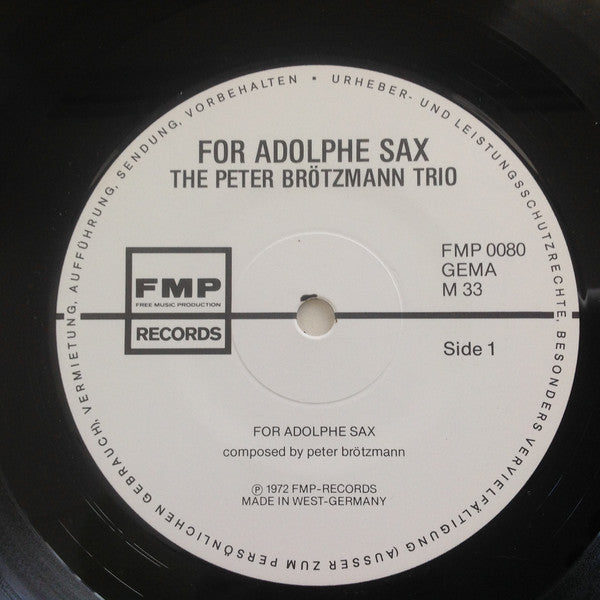 URHEBER- UND LEISTUNGSSCHUTZRECHTE, BESONDERS VERVIELFÄLTIGUNG (AUSSER ZUM PERSÖNLICHEN GEBRAUCH), VERMIETUNG, AUFFÜHRUNG, SENDUNG, VORBEHALTEN •
FOR ADOLPHE SAX
THE PETER BRÖTZMANN TRIO
FMP
FREE MUSIC PRODUCTION
RECORDS
FMP 0080
GEMA
M 33
Side 1
FOR ADOLPHE SAX
composed by peter brötzmann
Ⓟ 1972 FMP-RECORDS
MADE IN WEST-GERMANY